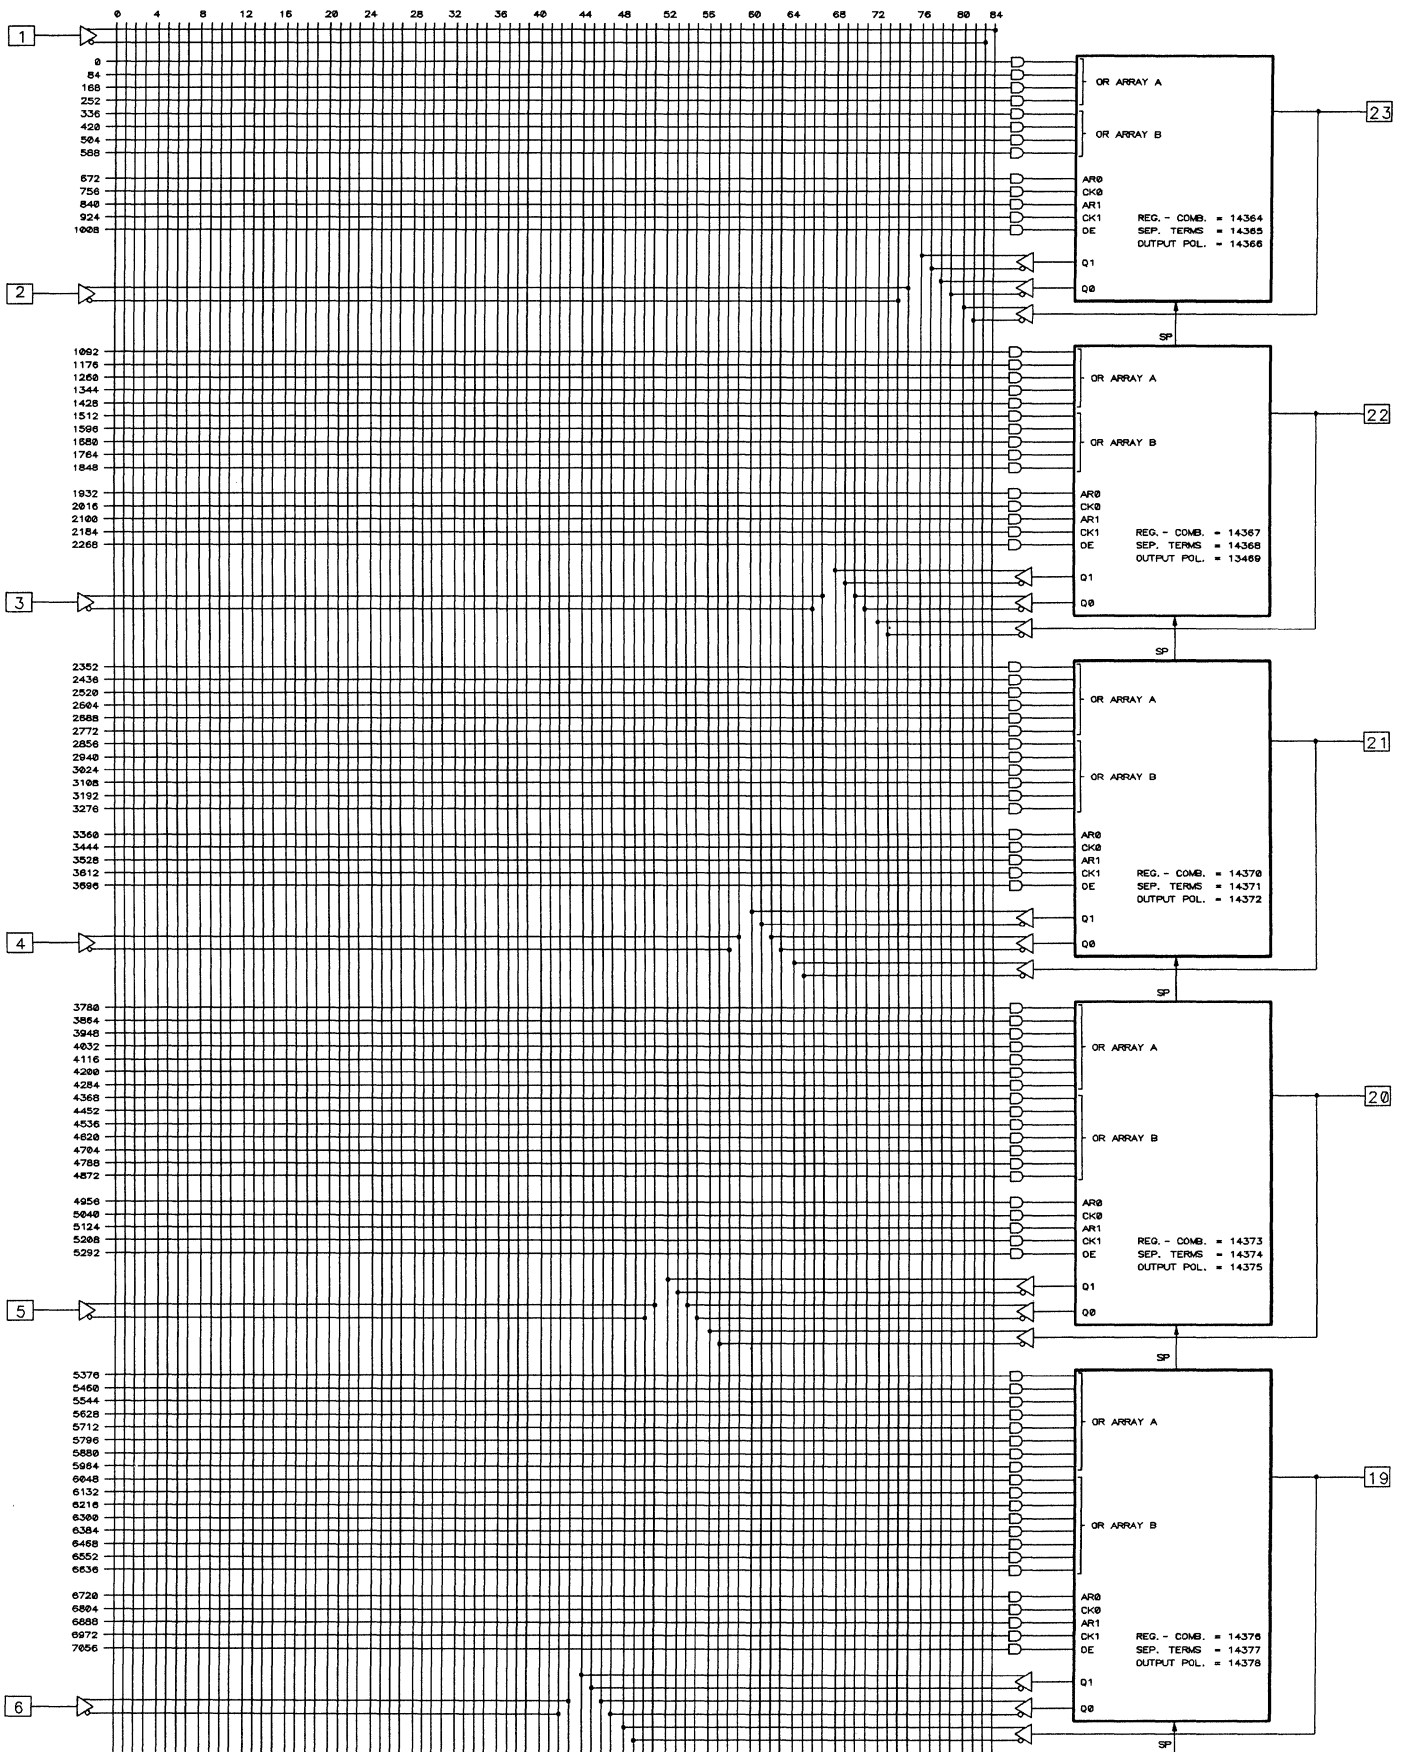 0 4 8 12 16 20 24 28 32 36 40 44 48 52 56 60 64 68 72 76 80 84
1
0
84
168
252
336
420
504
588
OR ARRAY A
OR ARRAY B
23
672
756
840
924
1008
AR0
CK0
AR1
CK1
OE
REG. - COMB. = 14364
SEP. TERMS = 14365
OUTPUT POL. = 14366
Q1
Q0
2
SP
1092
1176
1260
1344
1428
1512
1596
1680
1764
1848
OR ARRAY A
OR ARRAY B
22
1932
2016
2100
2184
2268
AR0
CK0
AR1
CK1
OE
REG. - COMB. = 14367
SEP. TERMS = 14368
OUTPUT POL. = 13469
Q1
Q0
3
SP
2352
2436
2520
2604
2688
2772
2856
2940
3024
3108
3192
3276
OR ARRAY A
OR ARRAY B
21
3360
3444
3528
3612
3696
AR0
CK0
AR1
CK1
OE
REG. - COMB. = 14370
SEP. TERMS = 14371
OUTPUT POL. = 14372
Q1
Q0
4
SP
3780
3864
3948
4032
4116
4200
4284
4368
4452
4536
4620
4704
4788
4872
OR ARRAY A
OR ARRAY B
20
4956
5040
5124
5208
5292
AR0
CK0
AR1
CK1
OE
REG. - COMB. = 14373
SEP. TERMS = 14374
OUTPUT POL. = 14375
Q1
Q0
5
SP
5376
5460
5544
5628
5712
5796
5880
5964
6048
6132
6216
6300
6384
6468
6552
6636
OR ARRAY A
OR ARRAY B
19
6720
6804
6888
6972
7056
AR0
CK0
AR1
CK1
OE
REG. - COMB. = 14376
SEP. TERMS = 14377
OUTPUT POL. = 14378
Q1
Q0
6
SP